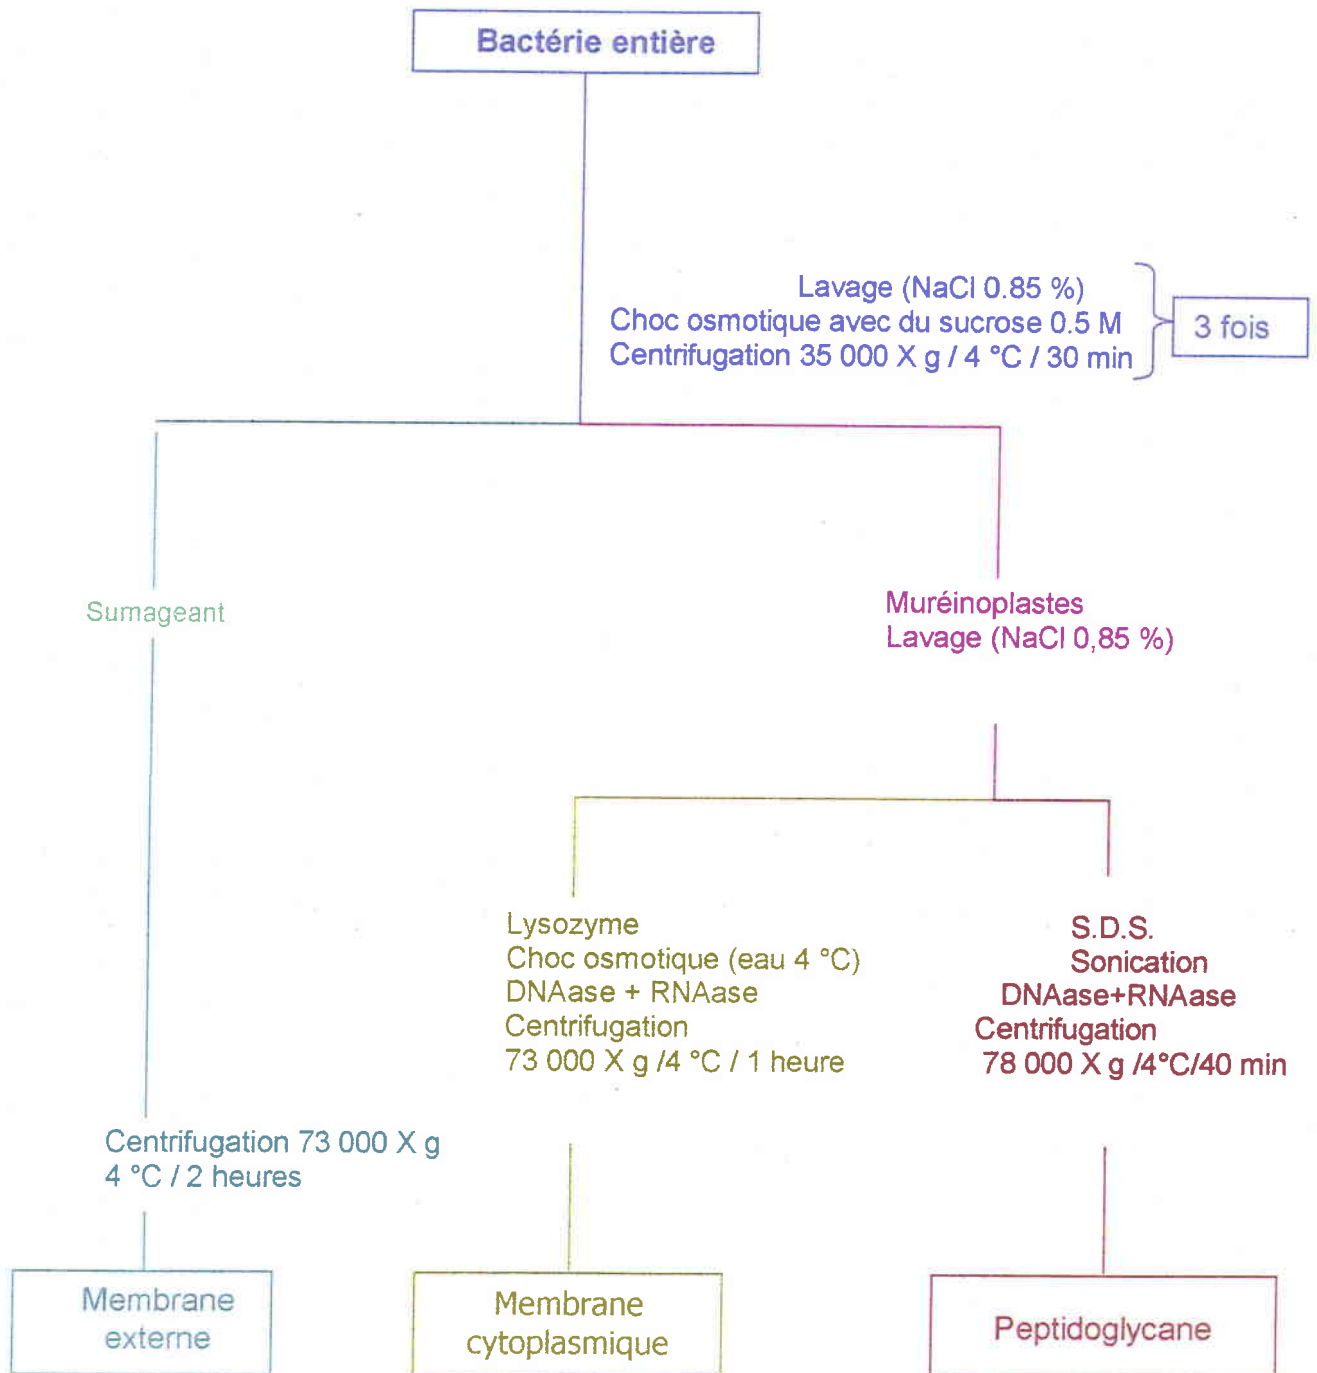 Bactérie entière
Lavage (NaCl 0.85 %)
Choc osmotique avec du sucrose 0.5 M
Centrifugation 35 000 X g / 4 °C / 30 min
3 fois
Sumageant
Muréinoplastes
Lavage (NaCl 0,85 %)
Lysozyme
Choc osmotique (eau 4 °C)
DNAase + RNAase
Centrifugation
73 000 X g /4 °C / 1 heure
S.D.S.
Sonication
DNAase+RNAase
Centrifugation
78 000 X g /4°C/40 min
Centrifugation 73 000 X g
4 °C / 2 heures
Membrane
externe
Membrane
cytoplasmique
Peptidoglycane